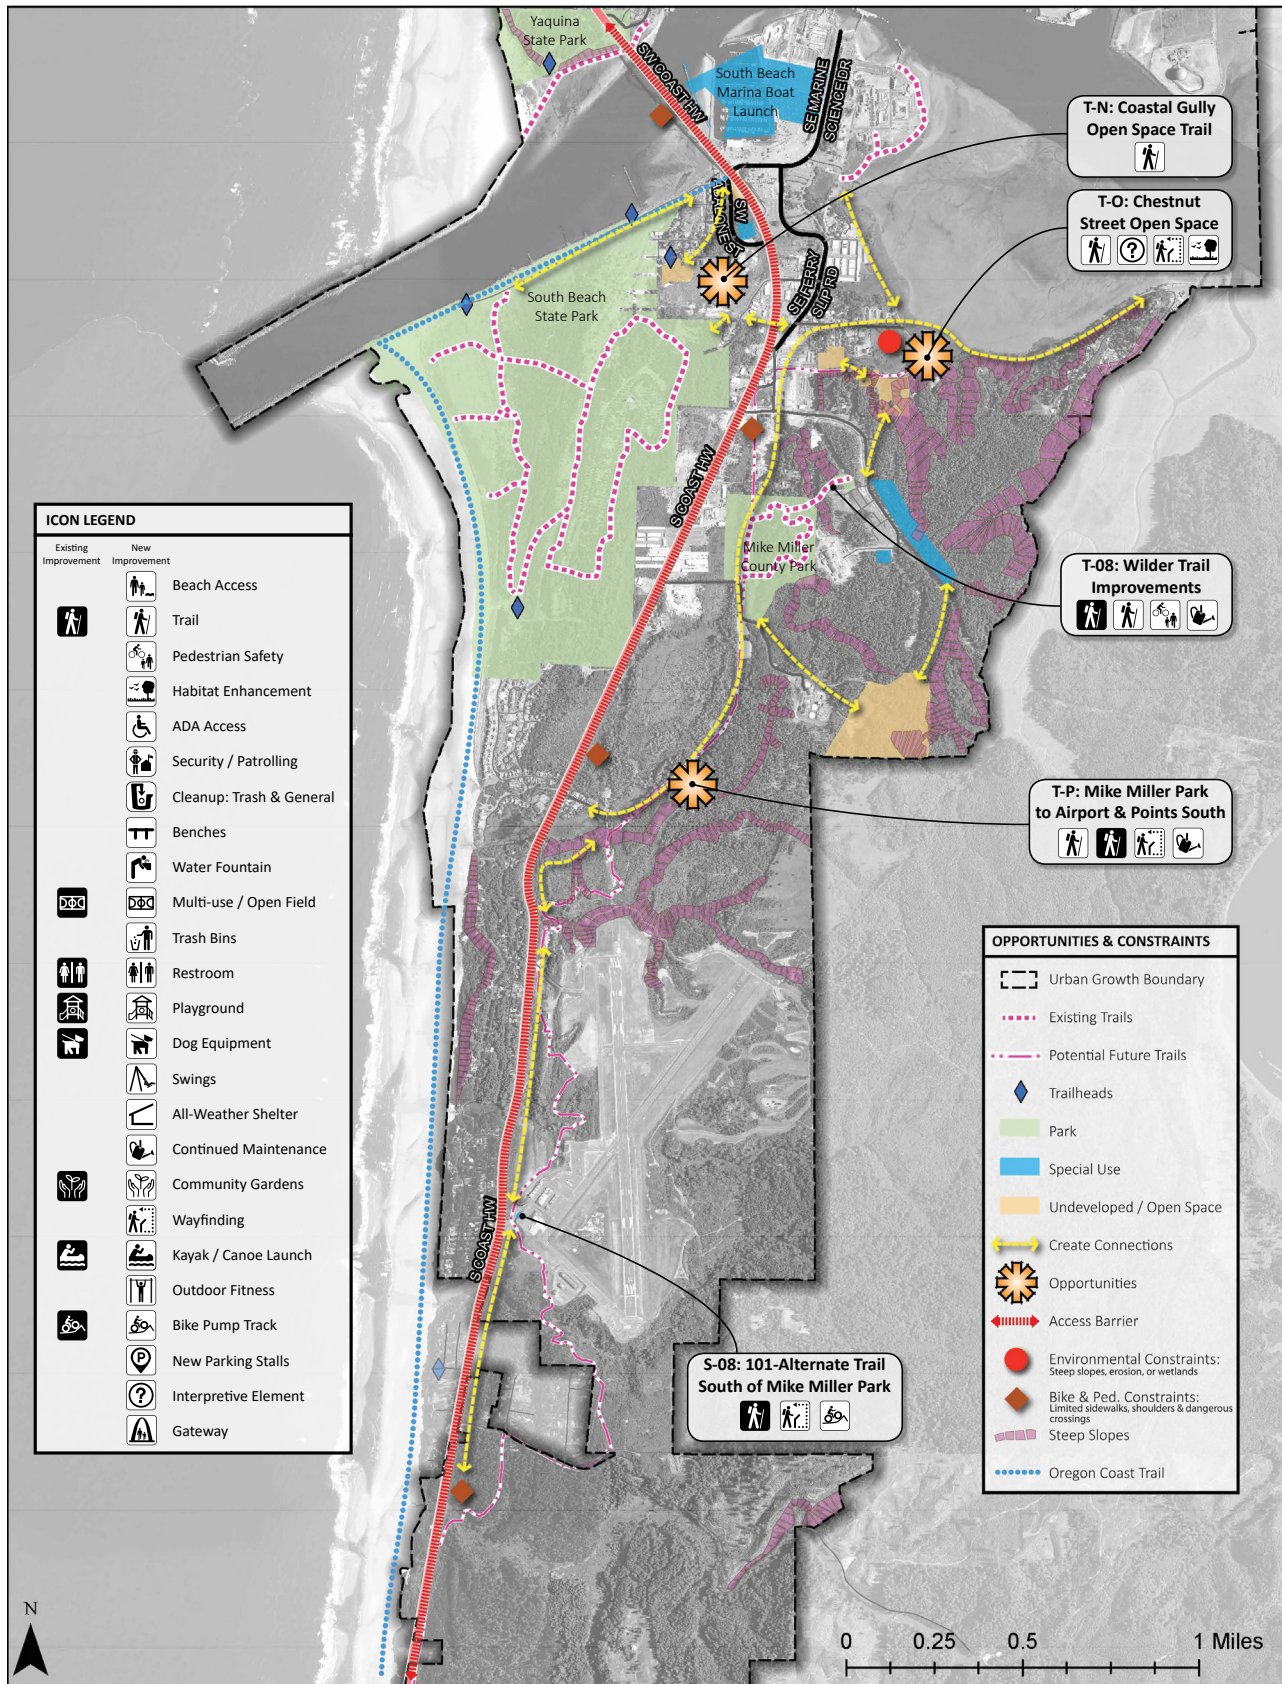 Yaquina
State Park
SW COAST HW
South Beach
Marina Boat
Launch
SE MARINE
SCIENCE DR
T-N: Coastal Gully
Open Space Trail
T-O: Chestnut
Street Open Space
?
SW
ABALONE ST
SE FERRY
SLIP RD
South Beach
State Park
S COAST HW
Mike Miller
County Park
T-08: Wilder Trail
Improvements
T-P: Mike Miller Park
to Airport & Points South
S COAST HW
S-08: 101-Alternate Trail
South of Mike Miller Park
ICON LEGEND
Existing
Improvement
New
Improvement
Beach Access
Trail
Pedestrian Safety
Habitat Enhancement
ADA Access
Security / Patrolling
Cleanup: Trash & General
Benches
Water Fountain
Multi-use / Open Field
Trash Bins
Restroom
Playground
Dog Equipment
Swings
All-Weather Shelter
Continued Maintenance
Community Gardens
Wayfinding
Kayak / Canoe Launch
Outdoor Fitness
Bike Pump Track
P New Parking Stalls
? Interpretive Element
Gateway
OPPORTUNITIES & CONSTRAINTS
Urban Growth Boundary
Existing Trails
Potential Future Trails
Trailheads
Park
Special Use
Undeveloped / Open Space
Create Connections
Opportunities
Access Barrier
Environmental Constraints:
Steep slopes, erosion, or wetlands
Bike & Ped. Constraints:
Limited sidewalks, shoulders & dangerous
crossings
Steep Slopes
Oregon Coast Trail
N
0 0.25 0.5 1 Miles